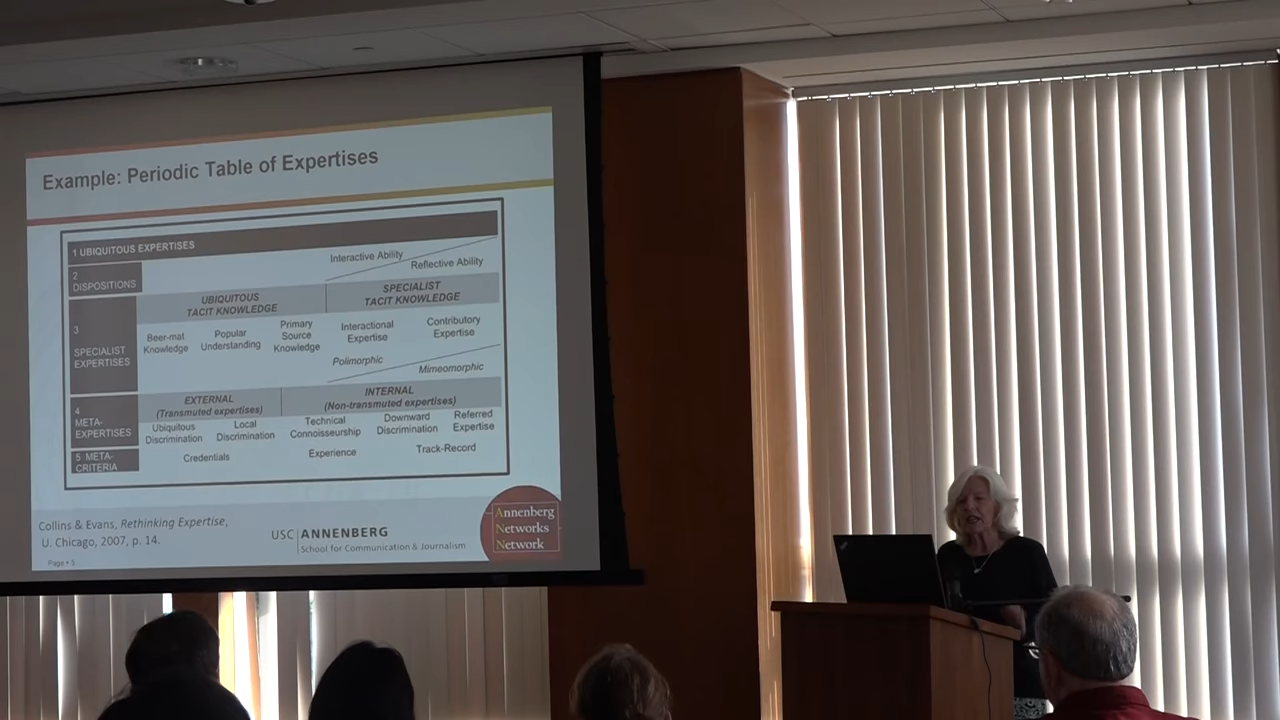 Example: Periodic Table of Expertises
1 UBIQUITOUS EXPERTISES
2
DISPOSITIONS
Interactive Ability
Reflective Ability
UBIQUITOUS
TACIT KNOWLEDGE
SPECIALIST
TACIT KNOWLEDGE
3
SPECIALIST
EXPERTISES
Beer-mat
Knowledge
Popular
Understanding
Primary
Source
Knowledge
Interactional
Expertise
Contributory
Expertise
Polimorphic
Mimeomorphic
EXTERNAL
(Transmuted expertises)
INTERNAL
(Non-transmuted expertises)
4
META-
EXPERTISES
Ubiquitous
Discrimination
Local
Discrimination
Technical
Connoisseurship
Downward
Discrimination
Referred
Expertise
5 META-
CRITERIA
Credentials
Experience
Track-Record
Collins & Evans, Rethinking Expertise,
U. Chicago, 2007, p. 14.
USC ANNENBERG
School for Communication & Journalism
Annenberg
Networks
Network
Page • 5